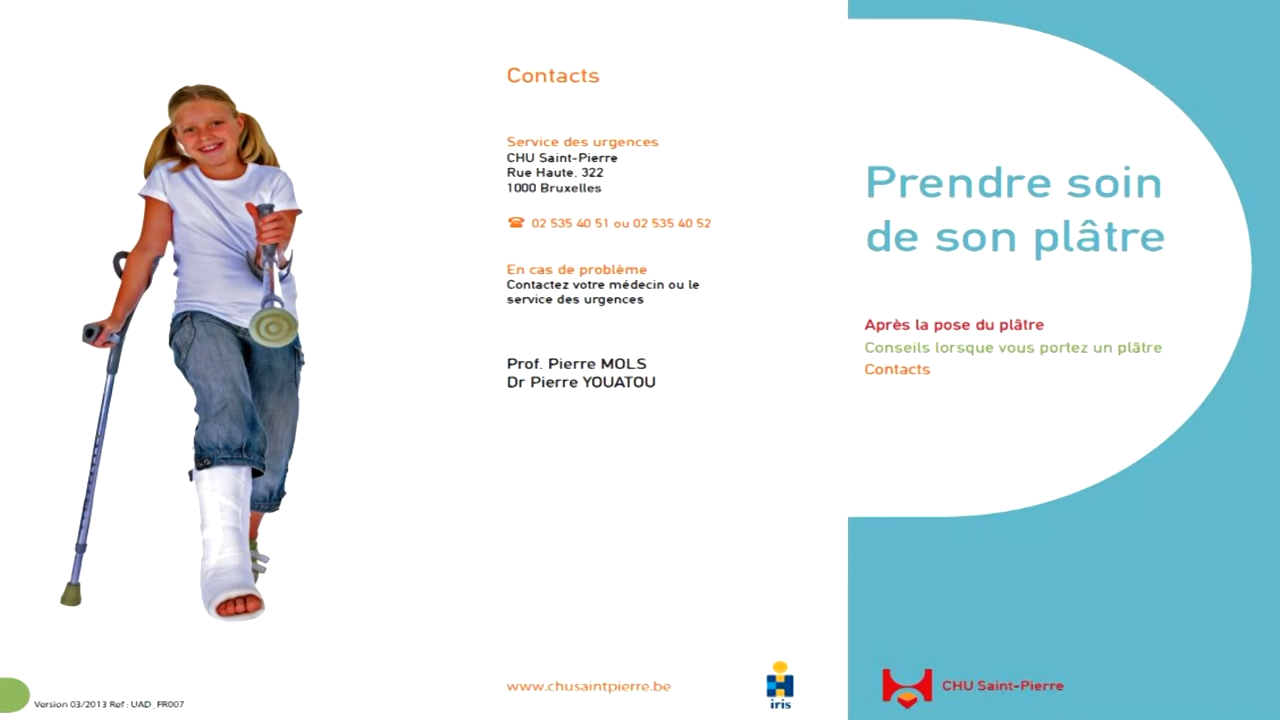 Contacts
Service des urgences
CHU Saint-Pierre
Rue Haute, 322
1000 Bruxelles
02 535 40 51 ou 02 535 40 52
En cas de problème
Contactez votre médecin ou le
service des urgences
Prof. Pierre MOLS
Dr Pierre YOUATOU
www.chusaintpierre.be
iris
Version 03/2013 Ref : UAD_FR007
Prendre soin
de son plâtre
Après la pose du plâtre
Conseils lorsque vous portez un plâtre
Contacts
CHU Saint-Pierre